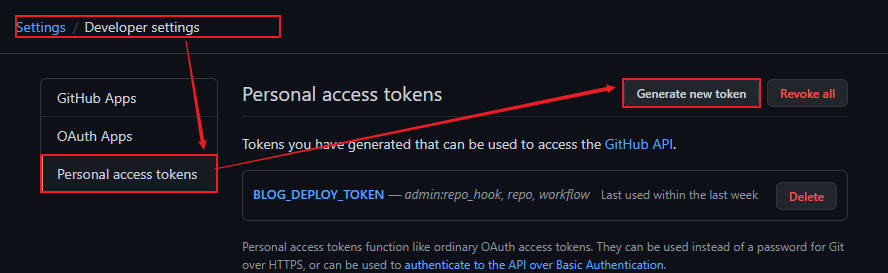 Settings / Developer settings
GitHub Apps
OAuth Apps
Personal access tokens
Personal access tokens
Generate new token
Revoke all
Tokens you have generated that can be used to access the GitHub API.
BLOG_DEPLOY_TOKEN — admin:repo_hook, repo, workflow
Last used within the last week
Delete
Personal access tokens function like ordinary OAuth access tokens. They can be used instead of a password for Git
over HTTPS, or can be used to authenticate to the API over Basic Authentication.